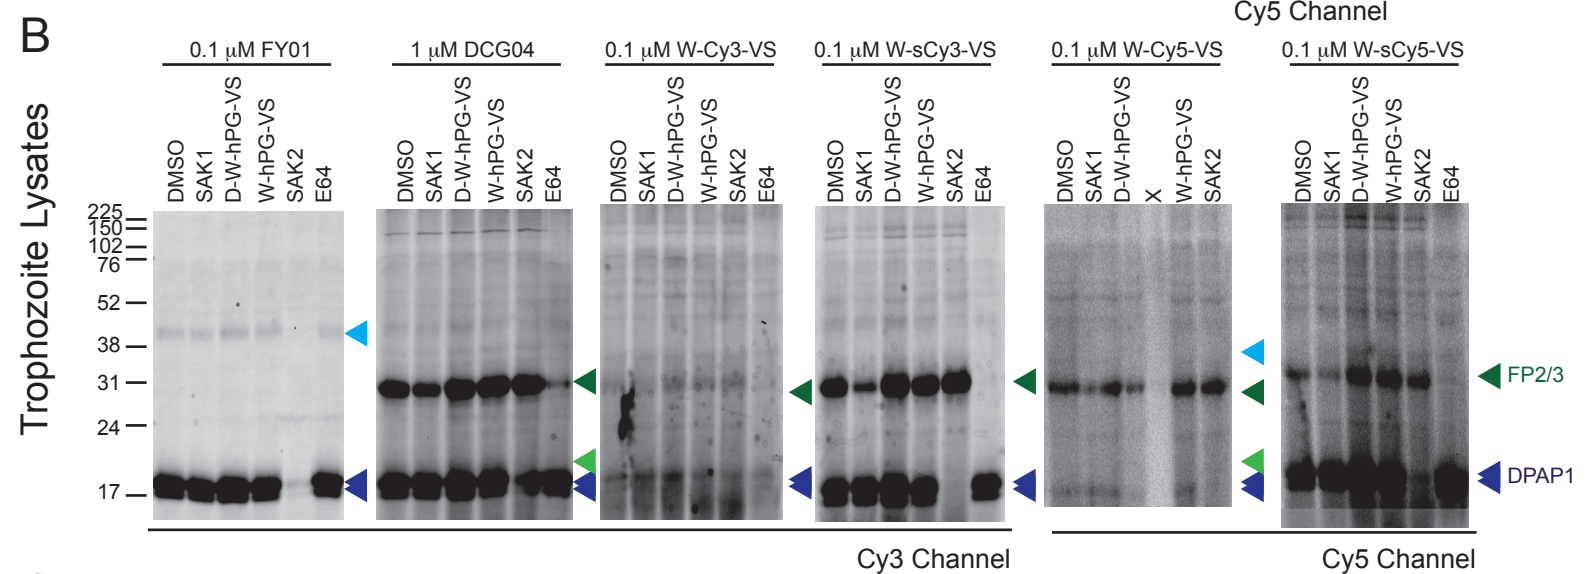 Cy5 Channel
B
0.1 μM FY01
1 μM DCG04
0.1 μM W-Cy3-VS
0.1 μM W-sCy3-VS
0.1 μM W-Cy5-VS
0.1 μM W-sCy5-VS
DMSO SAK1 D-W-hPG-VS W-hPG-VS SAK2 E64
DMSO SAK1 D-W-hPG-VS W-hPG-VS SAK2 E64
DMSO SAK1 D-W-hPG-VS W-hPG-VS SAK2 E64
DMSO SAK1 D-W-hPG-VS W-hPG-VS SAK2 E64
DMSO SAK1 D-W-hPG-VS X W-hPG-VS SAK2
DMSO SAK1 D-W-hPG-VS W-hPG-VS SAK2 E64
Trophozoite Lysates
225
150
102
76
52
38
31
24
17
FP2/3
DPAP1
Cy3 Channel
Cy5 Channel